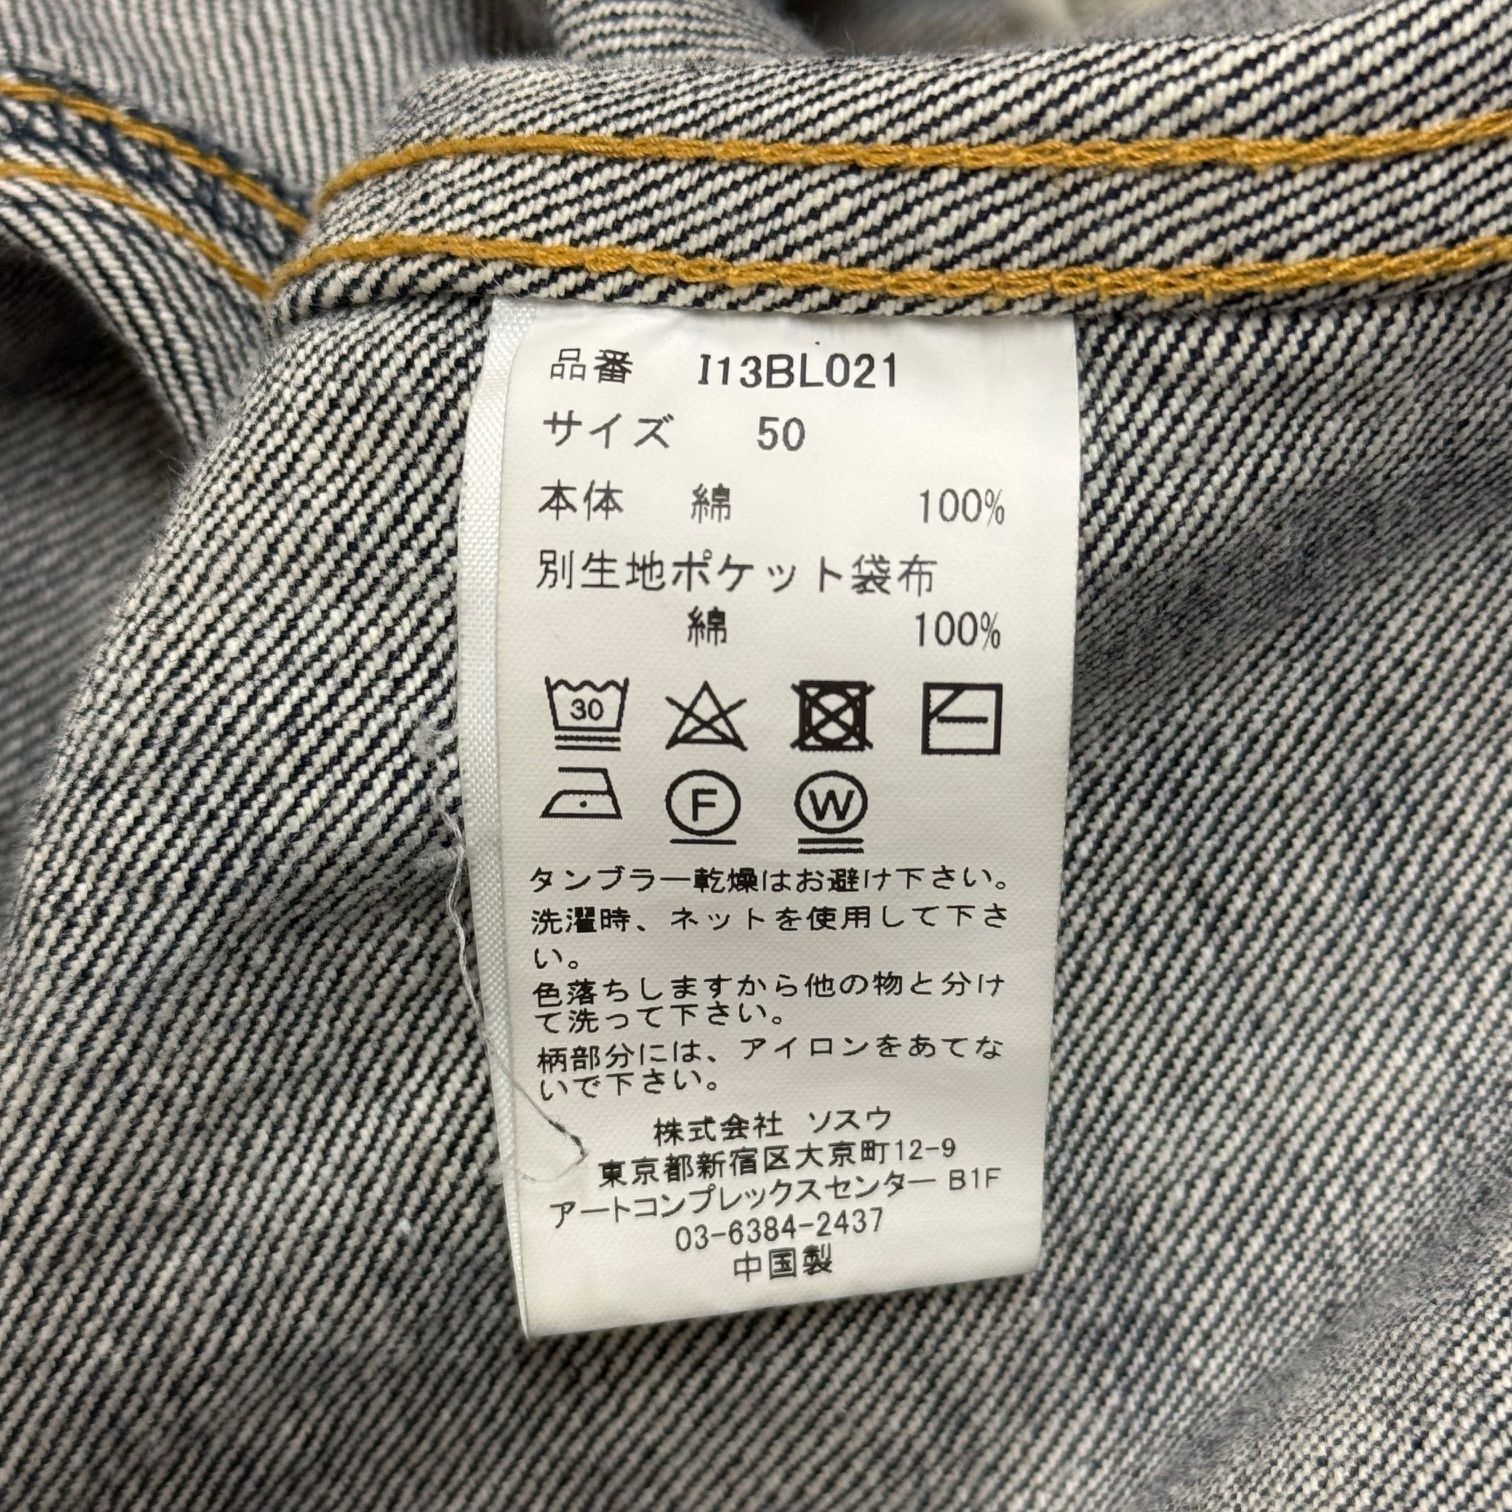 品番 I13BL021
サイズ 50
本体 綿 100%
別生地ポケット袋布
綿 100%
30
F W
タンブラー乾燥はお避け下さい。
洗濯時、ネットを使用して下さ
い。
色落ちしますから他の物と分け
て洗って下さい。
柄部分には、アイロンをあてな
いで下さい。
株式会社 ソスウ
東京都新宿区大京町12-9
アートコンプレックスセンター B1F
03-6384-2437
中国製